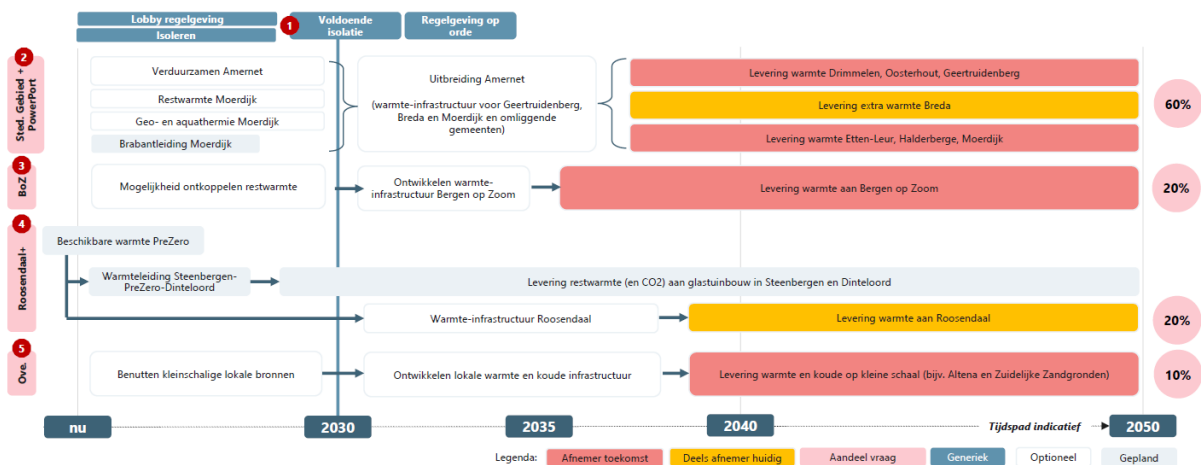 Lobby regelgeving
Isoleren
1
Voldoende
isolatie
Regelgeving op
orde
2
Sted. Gebied +
PowerPort
Verduurzamen Amernet
Restwarmte Moerdijk
Geo- en aquathermie Moerdijk
Brabantleiding Moerdijk
Uitbreiding Amernet
(warmte-infrastructuur voor Geertruidenberg,
Breda en Moerdijk en omliggende
gemeenten)
Levering warmte Drimmelen, Oosterhout, Geertruidenberg
Levering extra warmte Breda
Levering warmte Etten-Leur, Halderberge, Moerdijk
60%
3
BoZ
Mogelijkheid ontkoppelen restwarmte
Ontwikkelen warmte-
infrastructuur Bergen op Zoom
Levering warmte aan Bergen op Zoom
20%
4
Roosendaal+
Beschikbare warmte PreZero
Warmteleiding Steenbergen-
PreZero-Dinteloord
Levering restwarmte (en CO2) aan glastuinbouw in Steenbergen en Dinteloord
Warmte-infrastructuur Roosendaal
Levering warmte aan Roosendaal
20%
5
Ove.
Benutten kleinschalige lokale bronnen
Ontwikkelen lokale warmte en koude infrastructuur
Levering warmte en koude op kleine schaal (bijv. Altena en Zuidelijke Zandgronden)
10%
nu
2030
2035
2040
Tijdspad indicatief
2050
Legenda:
Afnemer toekomst
Deels afnemer huidig
Aandeel vraag
Generiek
Optioneel
Gepland